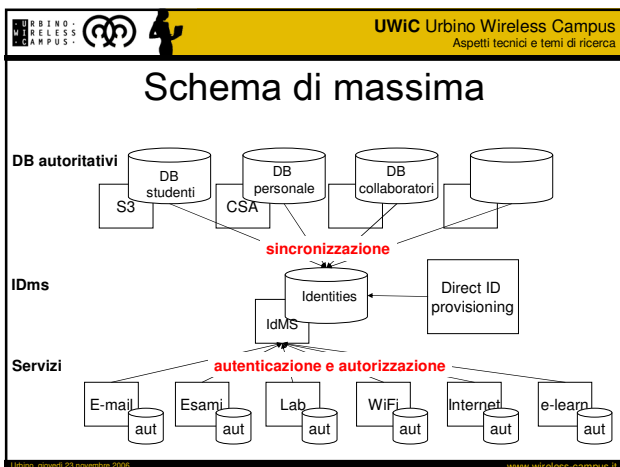 URBINO
WIRELESS
CAMPUS
UWiC Urbino Wireless Campus
Aspetti tecnici e temi di ricerca
Schema di massima
DB autoritativi
DB studenti
DB personale
DB collaboratori
S3
CSA
sincronizzazione
IDms
Identities
Direct ID provisioning
IdMS
Servizi
autenticazione e autorizzazione
E-mail
Esami
Lab
WiFi
Internet
e-learn
aut
aut
aut
aut
aut
aut
Urbino, giovedì 23 novembre 2006
www.wireless-campus.it